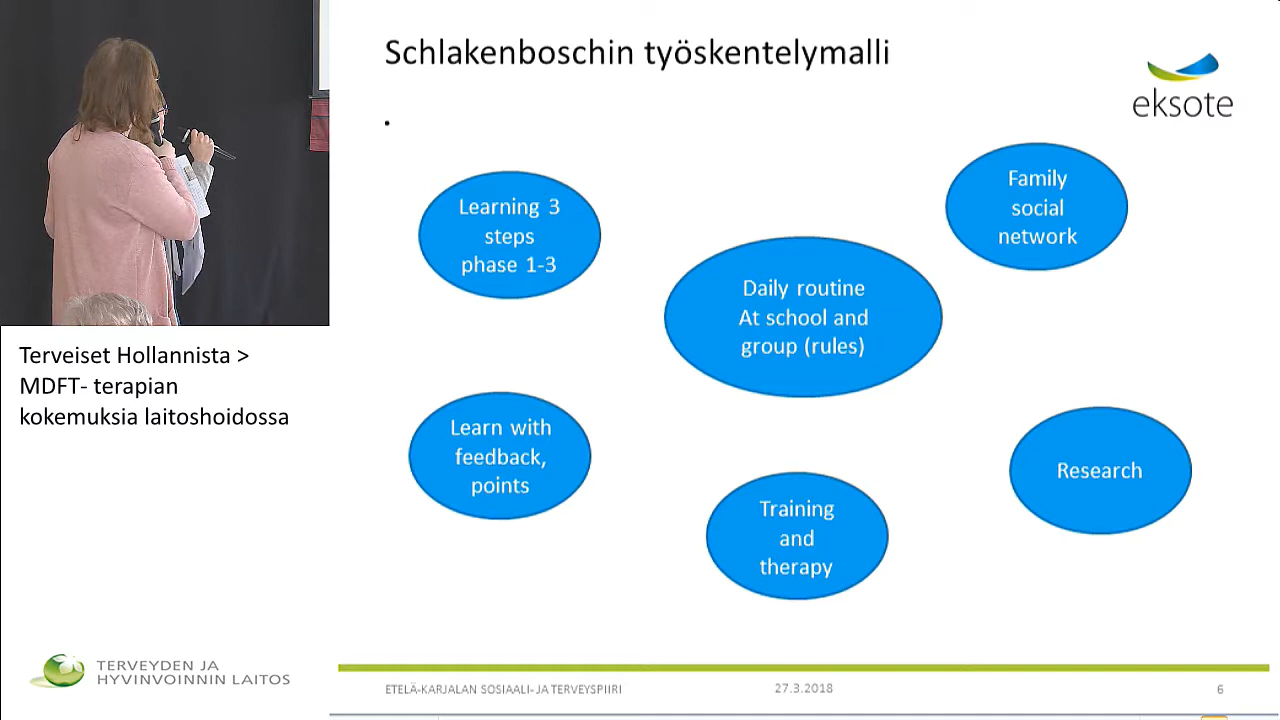 Schlakenboschin työskentelymalli
eksote
Learning 3
steps
phase 1-3
Family
social
network
Daily routine
At school and
group (rules)
Learn with
feedback,
points
Training
and
therapy
Research
Terveiset Hollannista >
MDFT- terapian
kokemuksia laitoshoidossa
TERVEYDEN JA
HYVINVOINNIN LAITOS
ETELÄ-KARJALAN SOSIAALI- JA TERVEYSPIIRI
27.3.2018
6